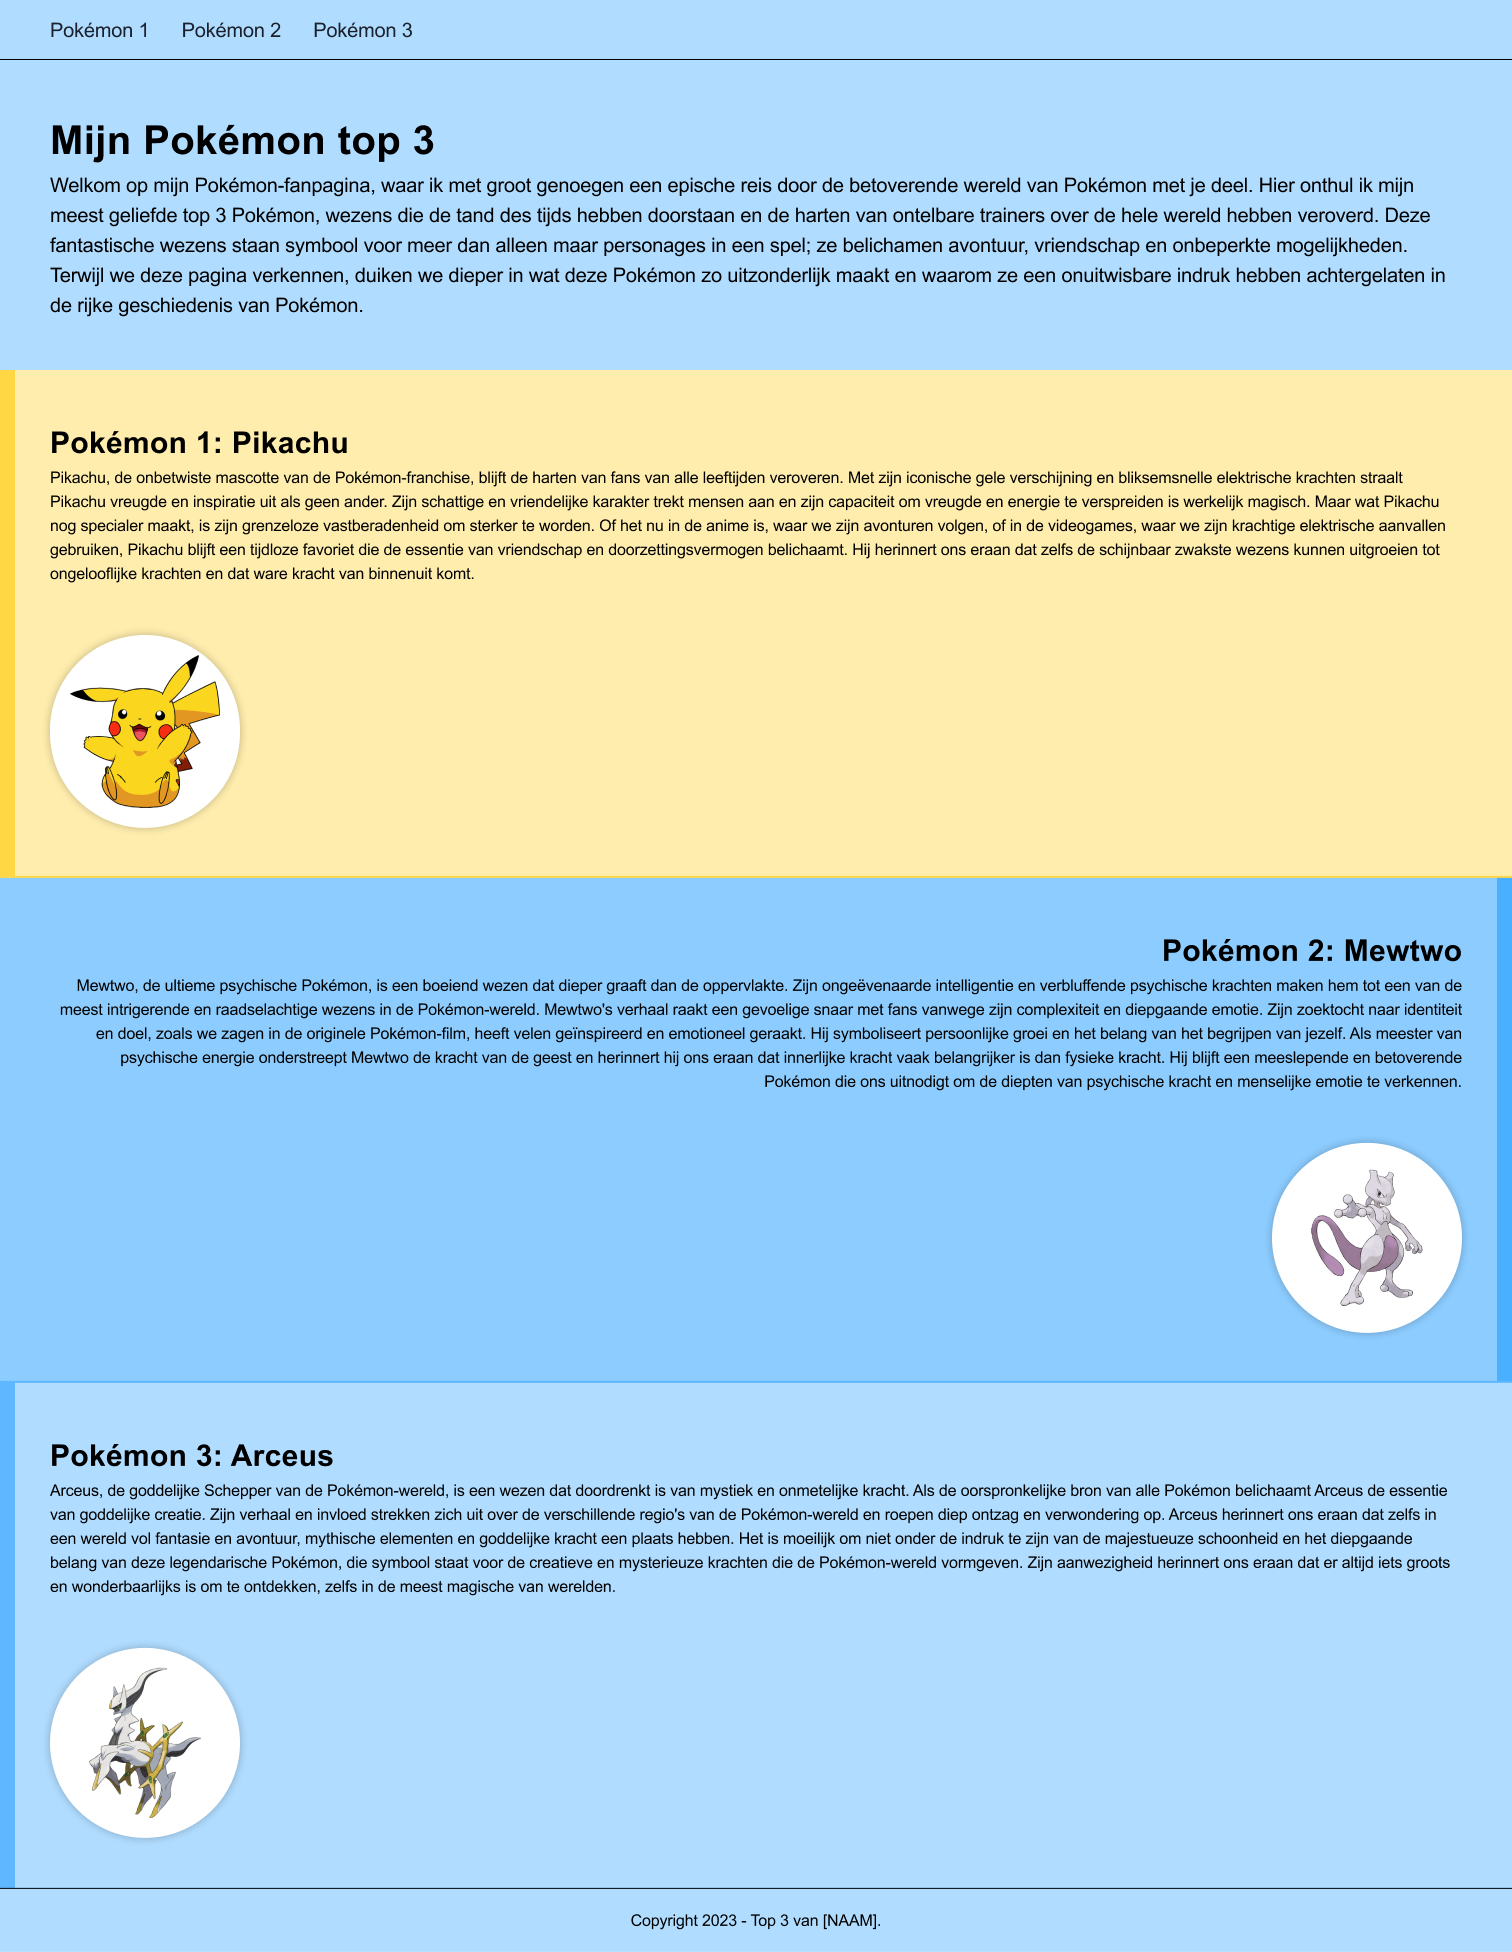 Pokémon 1 Pokémon 2 Pokémon 3
Mijn Pokémon top 3
Welkom op mijn Pokémon-fanpagina, waar ik met groot genoegen een epische reis door de betoverende wereld van Pokémon met je deel. Hier onthul ik mijn
meest geliefde top 3 Pokémon, wezens die de tand des tijds hebben doorstaan en de harten van ontelbare trainers over de hele wereld hebben veroverd. Deze
fantastische wezens staan symbool voor meer dan alleen maar personages in een spel; ze belichamen avontuur, vriendschap en onbeperkte mogelijkheden.
Terwijl we deze pagina verkennen, duiken we dieper in wat deze Pokémon zo uitzonderlijk maakt en waarom ze een onuitwisbare indruk hebben achtergelaten in
de rijke geschiedenis van Pokémon.
Pokémon 1: Pikachu
Pikachu, de onbetwiste mascotte van de Pokémon-franchise, blijft de harten van fans van alle leeftijden veroveren. Met zijn iconische gele verschijning en bliksemsnelle elektrische krachten straalt
Pikachu vreugde en inspiratie uit als geen ander. Zijn schattige en vriendelijke karakter trekt mensen aan en zijn capaciteit om vreugde en energie te verspreiden is werkelijk magisch. Maar wat Pikachu
nog specialer maakt, is zijn grenzeloze vastberadenheid om sterker te worden. Of het nu in de anime is, waar we zijn avonturen volgen, of in de videogames, waar we zijn krachtige elektrische aanvallen
gebruiken, Pikachu blijft een tijdloze favoriet die de essentie van vriendschap en doorzettingsvermogen belichaamt. Hij herinnert ons eraan dat zelfs de schijnbaar zwakste wezens kunnen uitgroeien tot
ongelooflijke krachten en dat ware kracht van binnenuit komt.
Pokémon 2: Mewtwo
Mewtwo, de ultieme psychische Pokémon, is een boeiend wezen dat dieper graaft dan de oppervlakte. Zijn ongeëvenaarde intelligentie en verbluffende psychische krachten maken hem tot een van de
meest intrigerende en raadselachtige wezens in de Pokémon-wereld. Mewtwo's verhaal raakt een gevoelige snaar met fans vanwege zijn complexiteit en diepgaande emotie. Zijn zoektocht naar identiteit
en doel, zoals we zagen in de originele Pokémon-film, heeft velen geïnspireerd en emotioneel geraakt. Hij symboliseert persoonlijke groei en het belang van het begrijpen van jezelf. Als meester van
psychische energie onderstreept Mewtwo de kracht van de geest en herinnert hij ons eraan dat innerlijke kracht vaak belangrijker is dan fysieke kracht. Hij blijft een meeslepende en betoverende
Pokémon die ons uitnodigt om de diepten van psychische kracht en menselijke emotie te verkennen.
Pokémon 3: Arceus
Arceus, de goddelijke Schepper van de Pokémon-wereld, is een wezen dat doordrenkt is van mystiek en onmetelijke kracht. Als de oorspronkelijke bron van alle Pokémon belichaamt Arceus de essentie
van goddelijke creatie. Zijn verhaal en invloed strekken zich uit over de verschillende regio's van de Pokémon-wereld en roepen diep ontzag en verwondering op. Arceus herinnert ons eraan dat zelfs in
een wereld vol fantasie en avontuur, mythische elementen en goddelijke kracht een plaats hebben. Het is moeilijk om niet onder de indruk te zijn van de majestueuze schoonheid en het diepgaande
belang van deze legendarische Pokémon, die symbool staat voor de creatieve en mysterieuze krachten die de Pokémon-wereld vormgeven. Zijn aanwezigheid herinnert ons eraan dat er altijd iets groots
en wonderbaarlijks is om te ontdekken, zelfs in de meest magische van werelden.
Copyright 2023 - Top 3 van [NAAM].